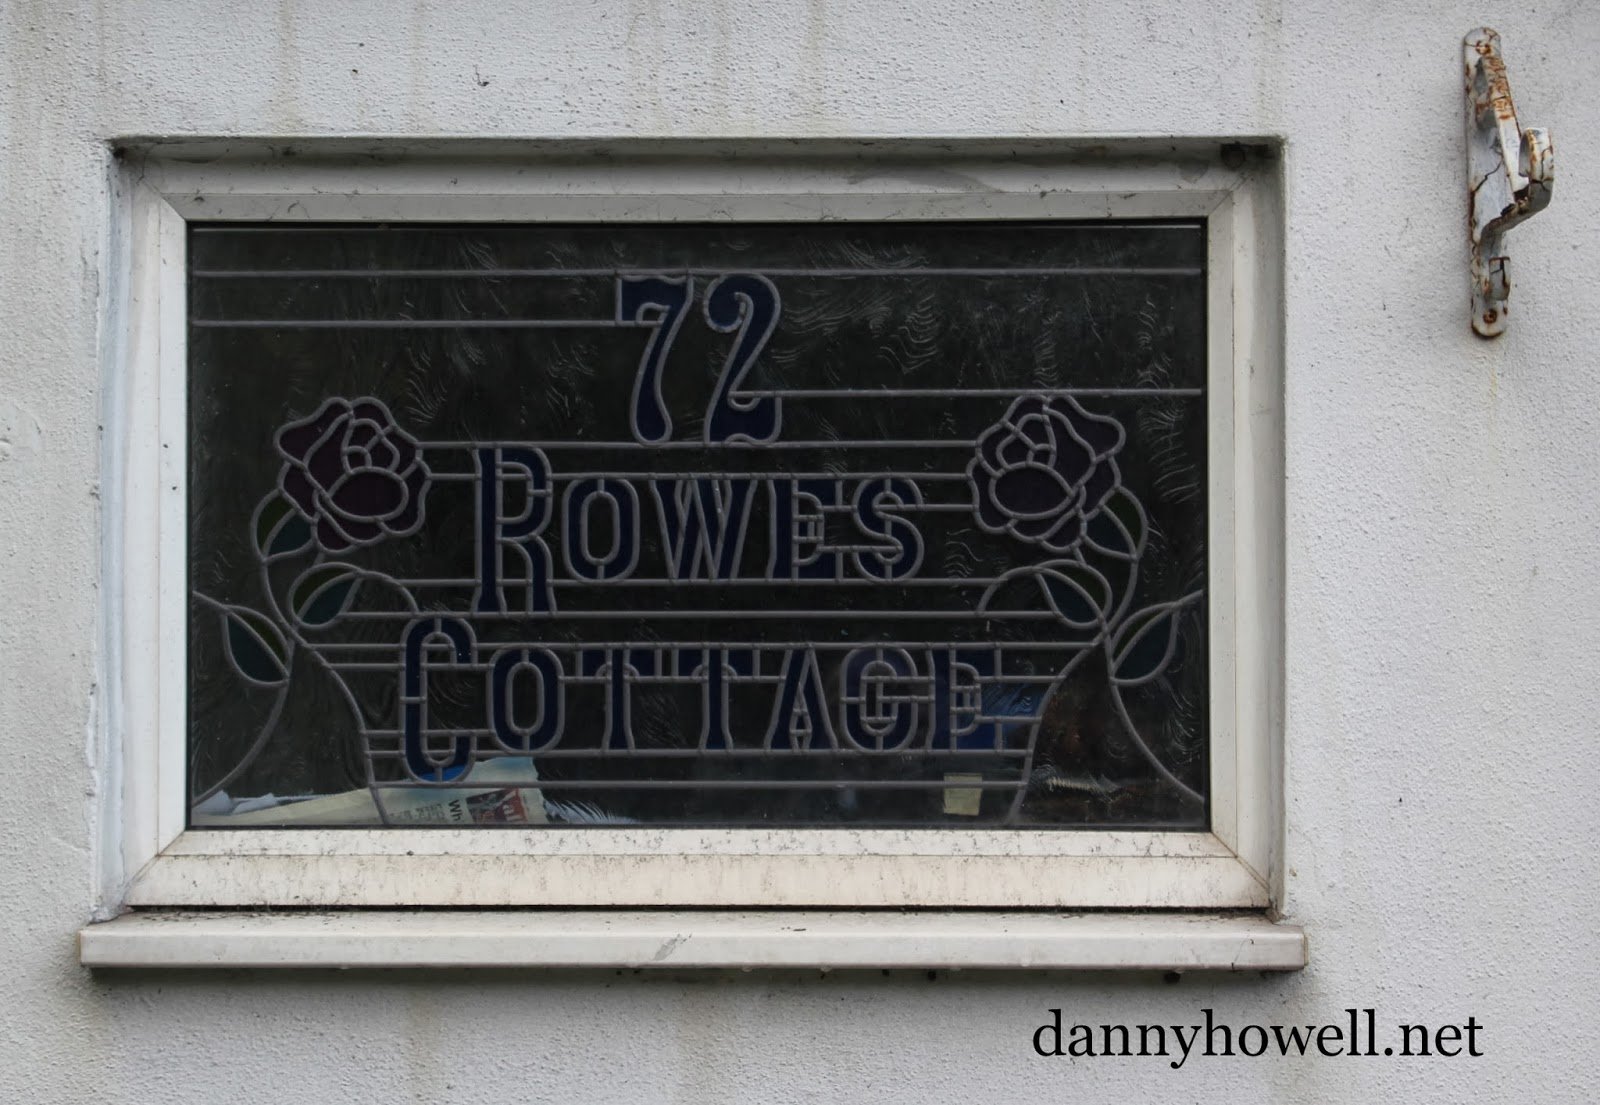 72
ROWES
COTTAGE
dannyhowell.net